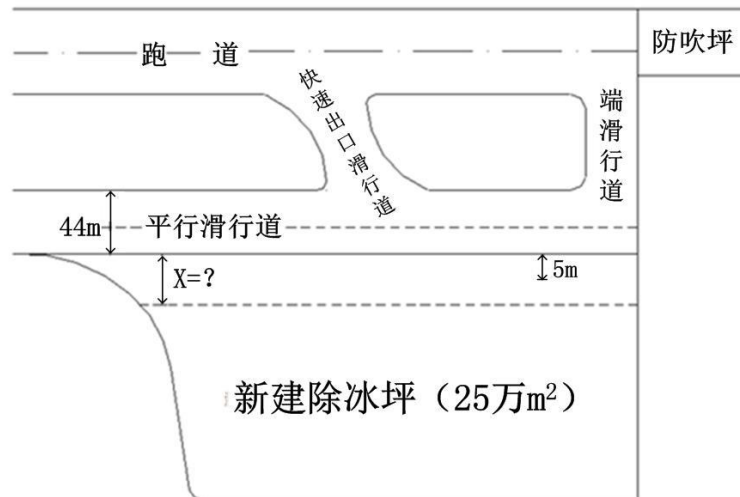 跑 道
防吹坪
快速出口滑行道
端滑行道
44m
平行滑行道
X=?
5m
新建除冰坪（25万m²）